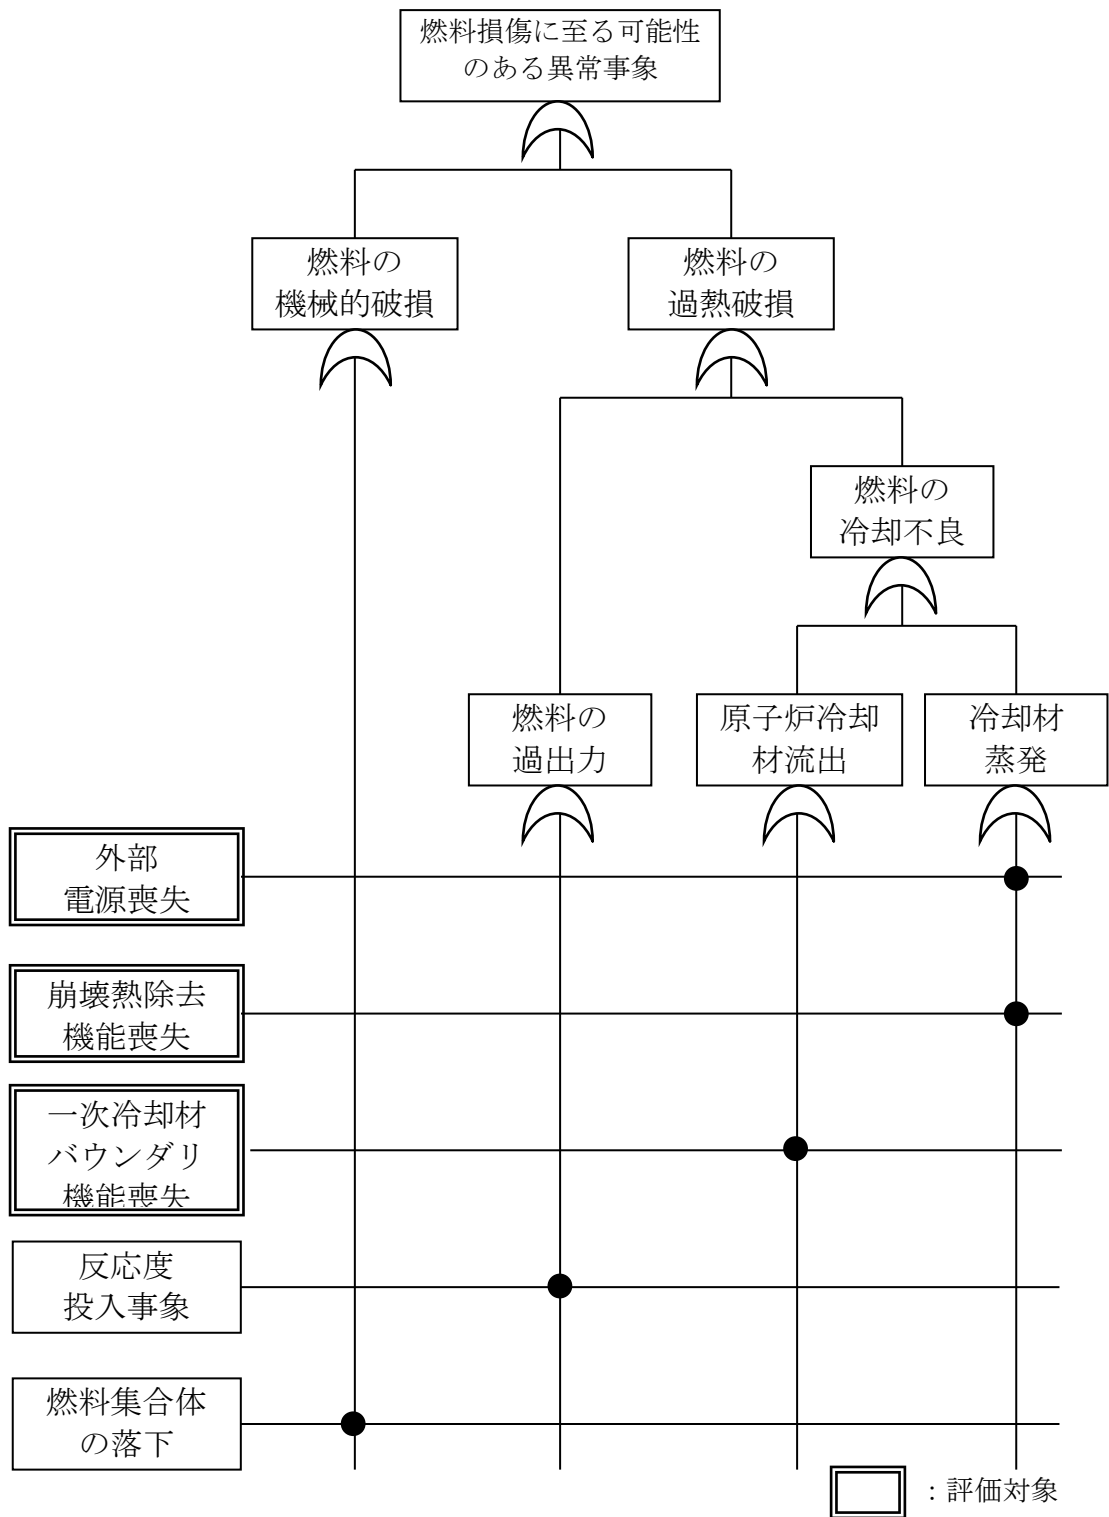 燃料損傷に至る可能性
のある異常事象
燃料の
機械的破損
燃料の
過熱破損
燃料の
冷却不良
燃料の
過出力
原子炉冷却
材流出
冷却材
蒸発
外部
電源喪失
崩壊熱除去
機能喪失
一次冷却材
バウンダリ
機能喪失
反応度
投入事象
燃料集合体
の落下
：評価対象